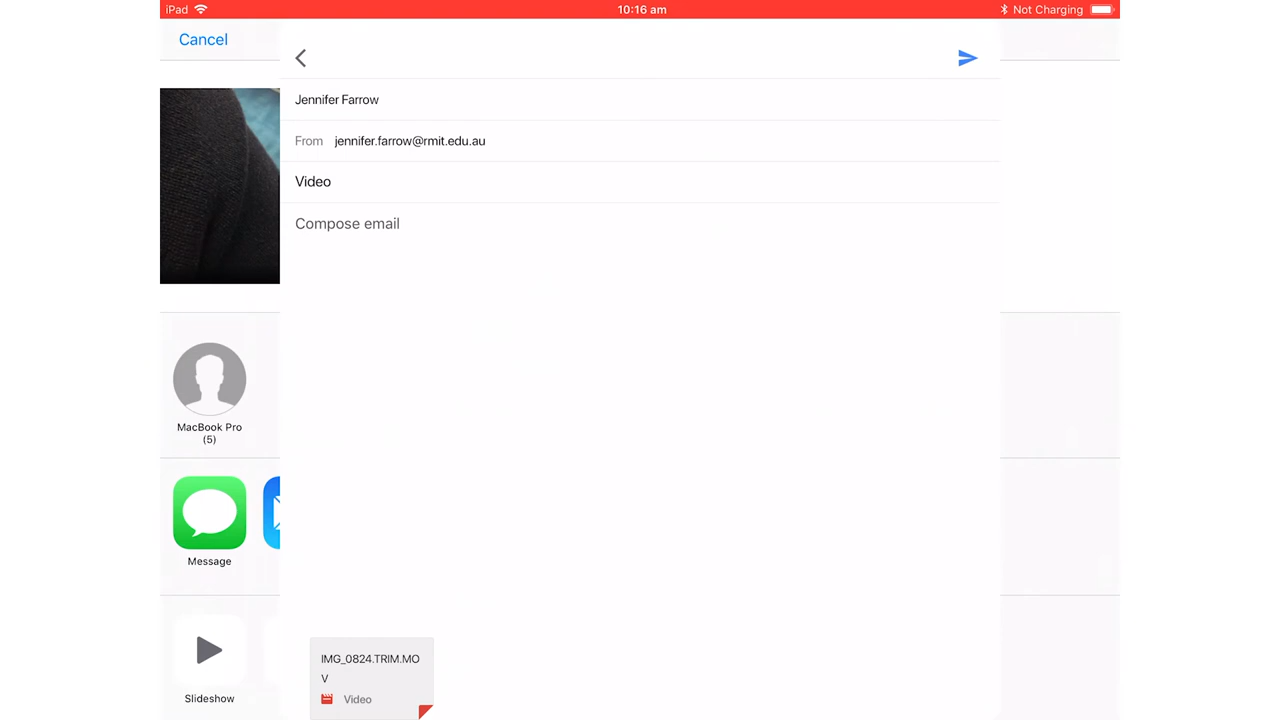 iPad 10:16 am Not Charging
Cancel
Jennifer Farrow
From jennifer.farrow@rmit.edu.au
Video
Compose email
MacBook Pro
(5)
Message
IMG_0824.TRIM.MO
V
Video
Slideshow